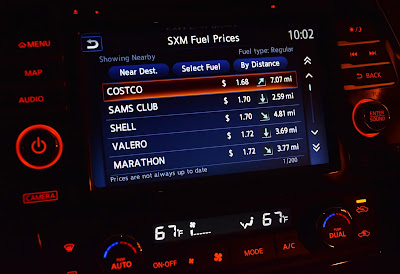 SXM Fuel Prices 10:02
Showing Nearby Fuel type: Regular
Near Dest. Select Fuel By Distance
COSTCO $ 1.68 7.07 mi
SAMS CLUB $ 1.70 2.59 mi
SHELL $ 1.70 4.81 mi
VALERO $ 1.72 3.69 mi
MARATHON $ 1.72 3.77 mi
1/200
Prices are not always up to date
MENU
MAP
AUDIO
CAMERA
BACK
ENTER
SOUND
67°F 67°F
AUTO ON·OFF MODE A/C DUAL